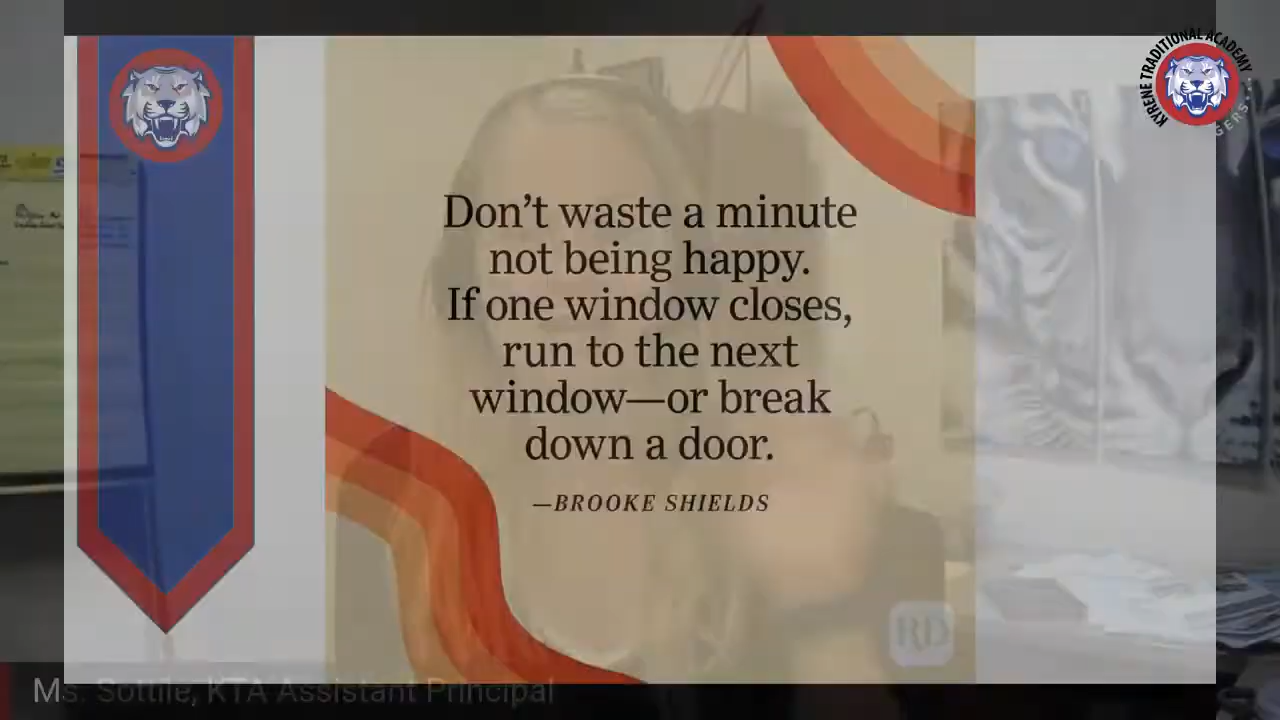 KYRENE TRADITIONAL ACADEMY
Don't waste a minute
not being happy.
If one window closes,
run to the next
window—or break
down a door.
—BROOKE SHIELDS
RD
Ms. Sottile, KTA Assistant Principal